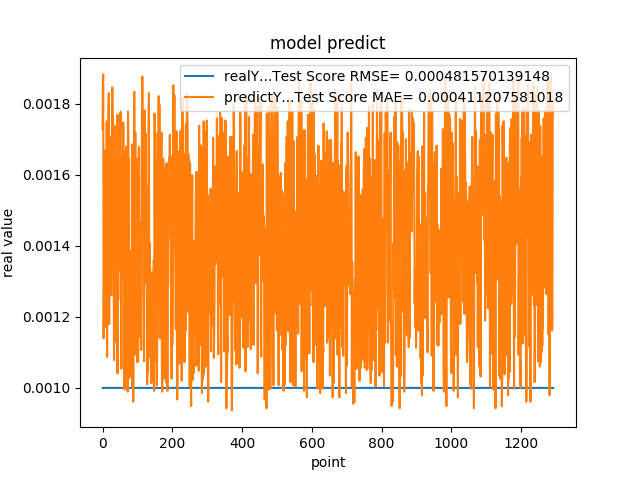 model predict
realY...Test Score RMSE= 0.000481570139148
predictY...Test Score MAE= 0.000411207581018
0.0018
0.0016
0.0014
0.0012
0.0010
real value
0 200 400 600 800 1000 1200
point